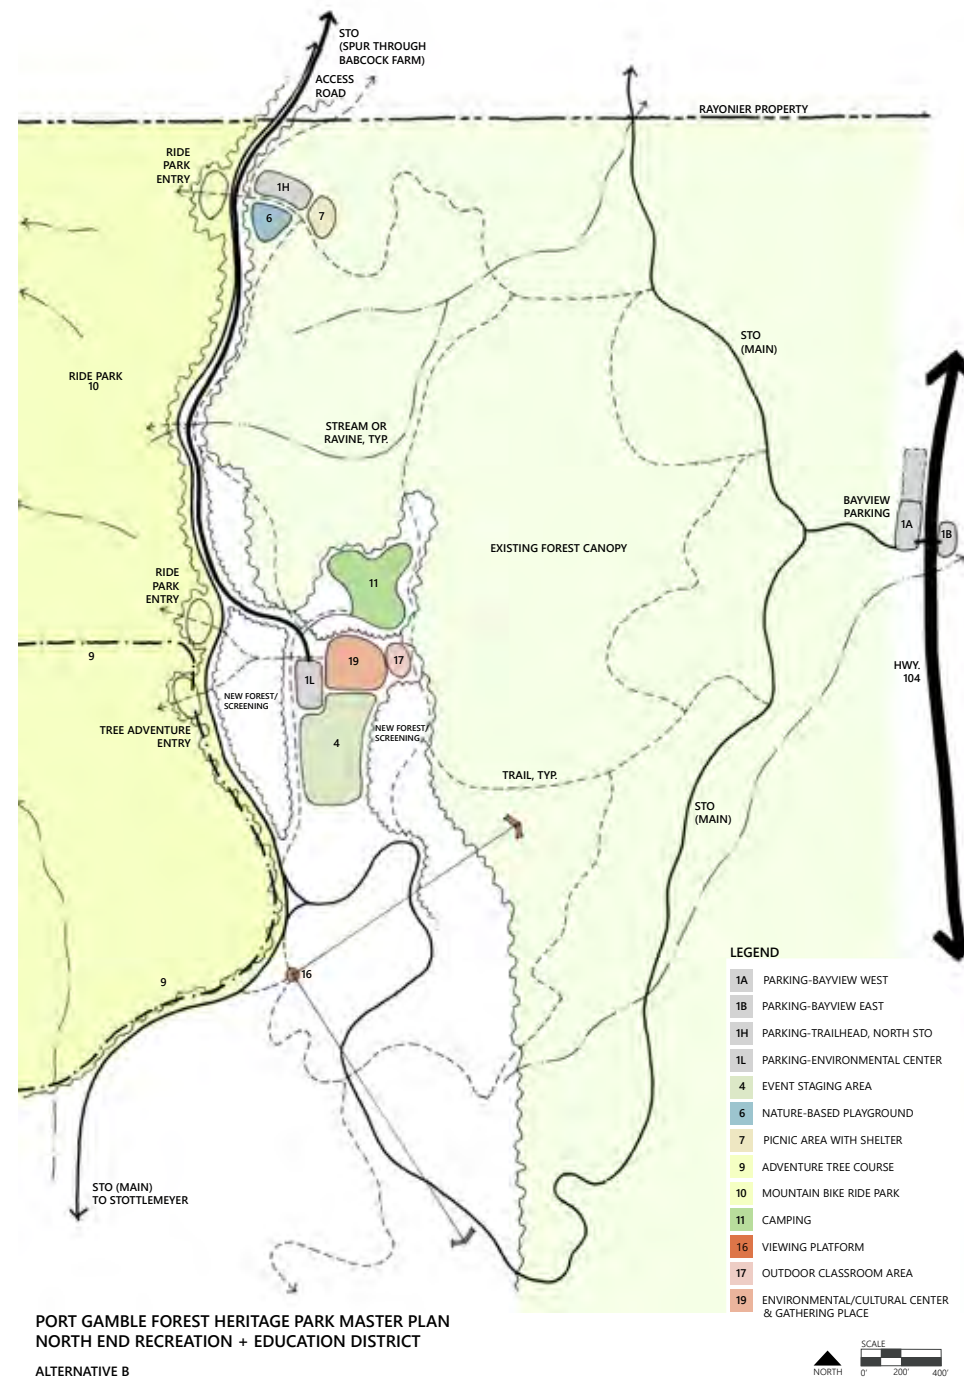 STO
(SPUR THROUGH
BABCOCK FARM)
ACCESS
ROAD
RAYONIER PROPERTY
RIDE
PARK
ENTRY
1H
6
7
STO
(MAIN)
RIDE PARK
10
STREAM OR
RAVINE, TYP.
BAYVIEW
PARKING
1A
1B
EXISTING FOREST CANOPY
11
RIDE
PARK
ENTRY
9
19
17
1L
HWY.
104
NEW FOREST/
SCREENING
TREE ADVENTURE
ENTRY
4
NEW FOREST/
SCREENING
TRAIL, TYP.
STO
(MAIN)
16
9
STO (MAIN)
TO STOTTLEMEYER
LEGEND
1A PARKING-BAYVIEW WEST
1B PARKING-BAYVIEW EAST
1H PARKING-TRAILHEAD, NORTH STO
1L PARKING-ENVIRONMENTAL CENTER
4 EVENT STAGING AREA
6 NATURE-BASED PLAYGROUND
7 PICNIC AREA WITH SHELTER
9 ADVENTURE TREE COURSE
10 MOUNTAIN BIKE RIDE PARK
11 CAMPING
16 VIEWING PLATFORM
17 OUTDOOR CLASSROOM AREA
19 ENVIRONMENTAL/CULTURAL CENTER
& GATHERING PLACE
PORT GAMBLE FOREST HERITAGE PARK MASTER PLAN
NORTH END RECREATION + EDUCATION DISTRICT
ALTERNATIVE B
NORTH
SCALE
0' 200' 400'